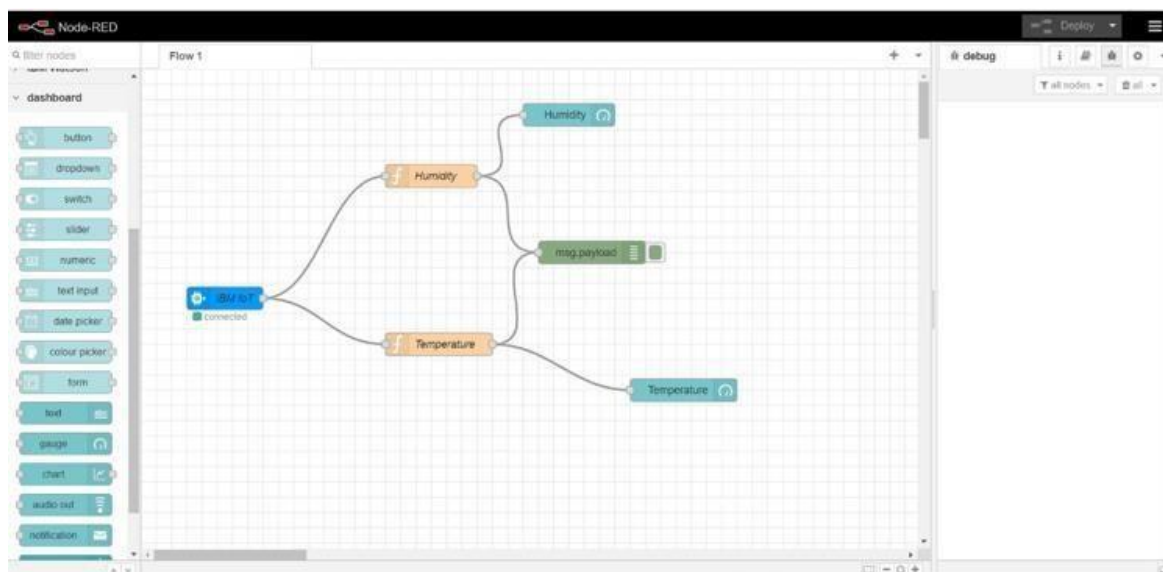 Node-RED
Deploy
filter nodes
Flow 1
debug
all nodes
all
dashboard
button
dropdown
switch
slider
numeric
text input
date picker
colour picker
form
text
gauge
chart
audio out
notification
Humidity
Humidity
msg.payload
IBM IoT
connected
Temperature
Temperature